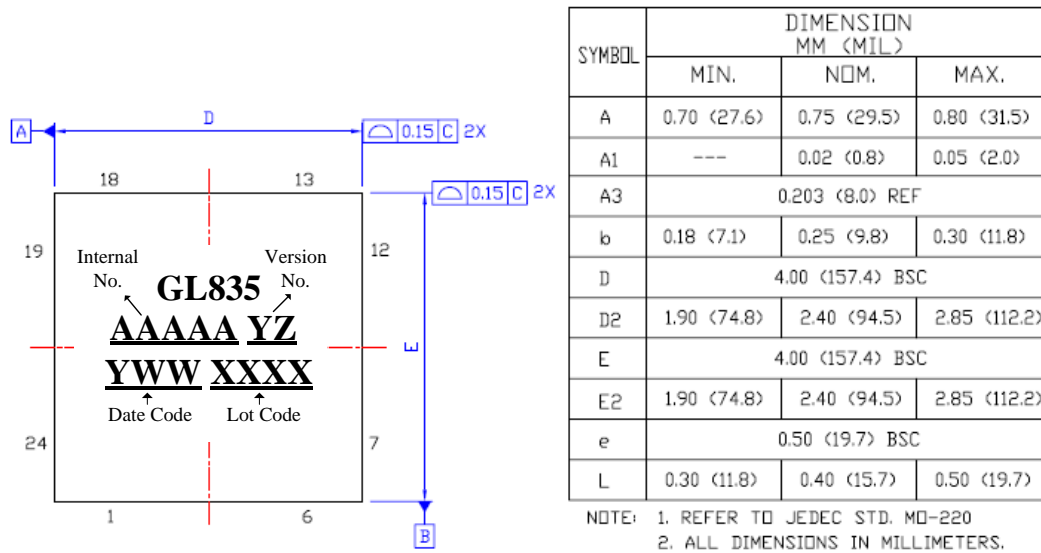 D
A
0.15 C 2X
0.15 C 2X
18 13
19 12
Internal No.
Version No.
GL835
AAAAA YZ
YWW XXXX
Date Code Lot Code
E
24 7
1 6
B
SYMBOL DIMENSION
MM (MIL)
MIN. NOM. MAX.
A 0.70 (27.6) 0.75 (29.5) 0.80 (31.5)
A1 --- 0.02 (0.8) 0.05 (2.0)
A3 0.203 (8.0) REF
b 0.18 (7.1) 0.25 (9.8) 0.30 (11.8)
D 4.00 (157.4) BSC
D2 1.90 (74.8) 2.40 (94.5) 2.85 (112.2)
E 4.00 (157.4) BSC
E2 1.90 (74.8) 2.40 (94.5) 2.85 (112.2)
e 0.50 (19.7) BSC
L 0.30 (11.8) 0.40 (15.7) 0.50 (19.7)
NOTE: 1. REFER TO JEDEC STD. MO-220
2. ALL DIMENSIONS IN MILLIMETERS.